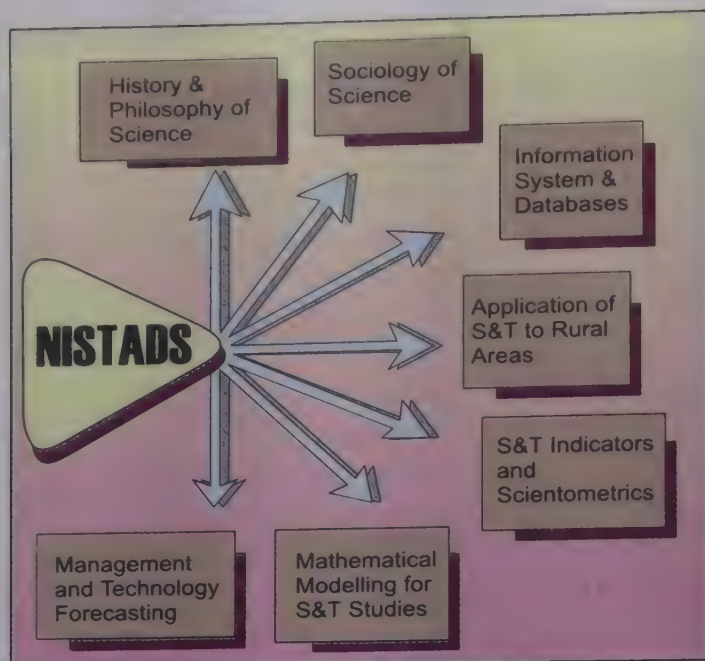 History &
Philosophy of
Science
Sociology of
Science
Information
System &
Databases
NISTADS
Application of
S&T to Rural
Areas
S&T Indicators
and
Scientometrics
Management
and Technology
Forecasting
Mathematical
Modelling for
S&T Studies